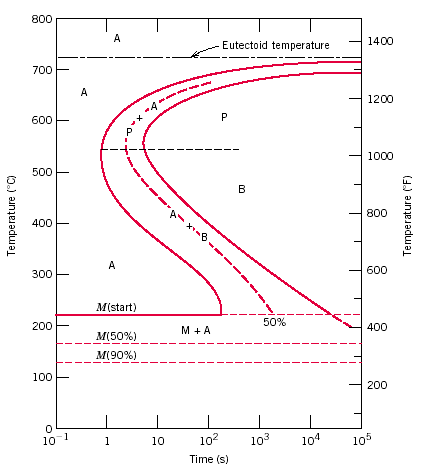 800
A
1400
Eutectoid temperature
700
A
A
1200
+
P
P
600
1000
500
B
A
800
400
+
B
A
600
300
M(start)
50%
200
M + A
400
M(50%)
M(90%)
100
200
0
10⁻¹ 1 10 10² 10³ 10⁴ 10⁵
Time (s)
Temperature (°C)
Temperature (°F)